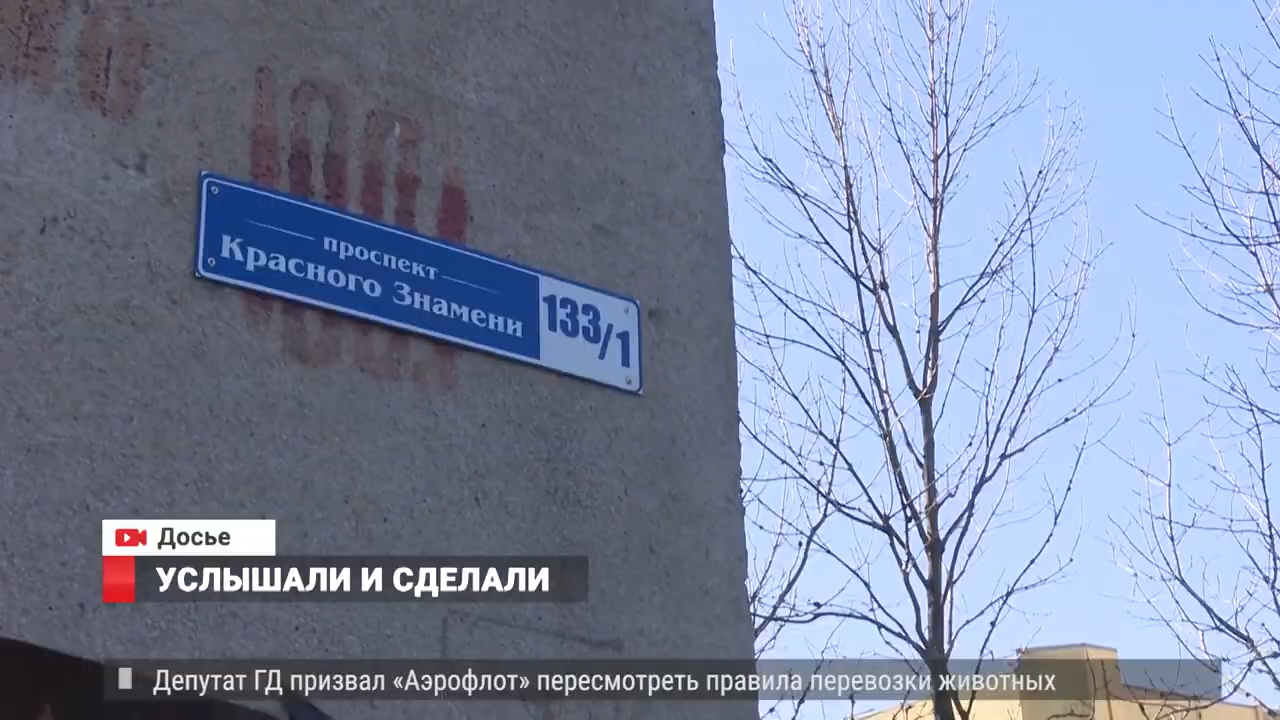 проспект
Красного Знамени
133/1
Досье
УСЛЫШАЛИ И СДЕЛАЛИ
Депутат ГД призвал «Аэрофлот» пересмотреть правила перевозки животных